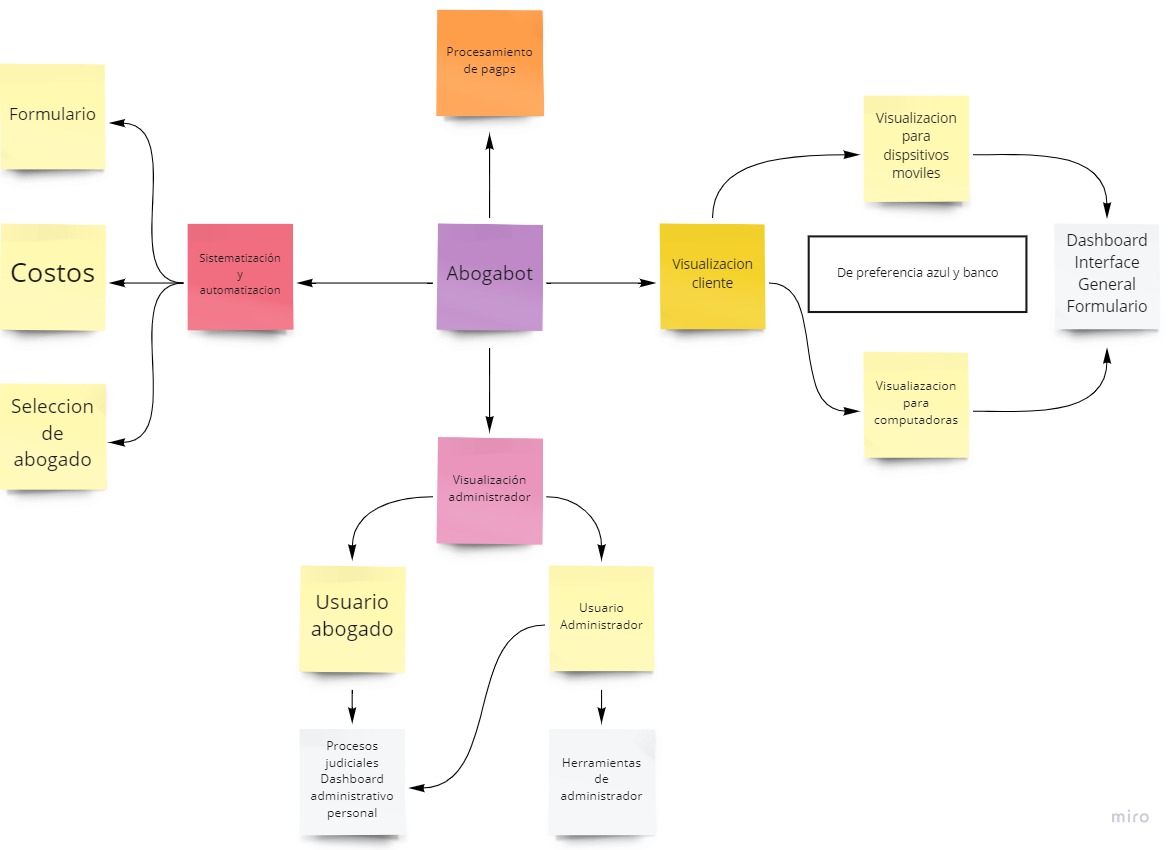 Procesamiento
de pagps
Formulario
Visualizacion
para
dispsitivos
moviles
Costos
Sistematización
y
automatizacion
Abogabot
Visualizacion
cliente
De preferencia azul y banco
Dashboard
Interface
General
Formulario
Seleccion
de
abogado
Visualiazacion
para
computadoras
Visualización
administrador
Usuario
abogado
Usuario
Administrador
Procesos
judiciales
Dashboard
administrativo
personal
Herramientas
de
administrador
miro